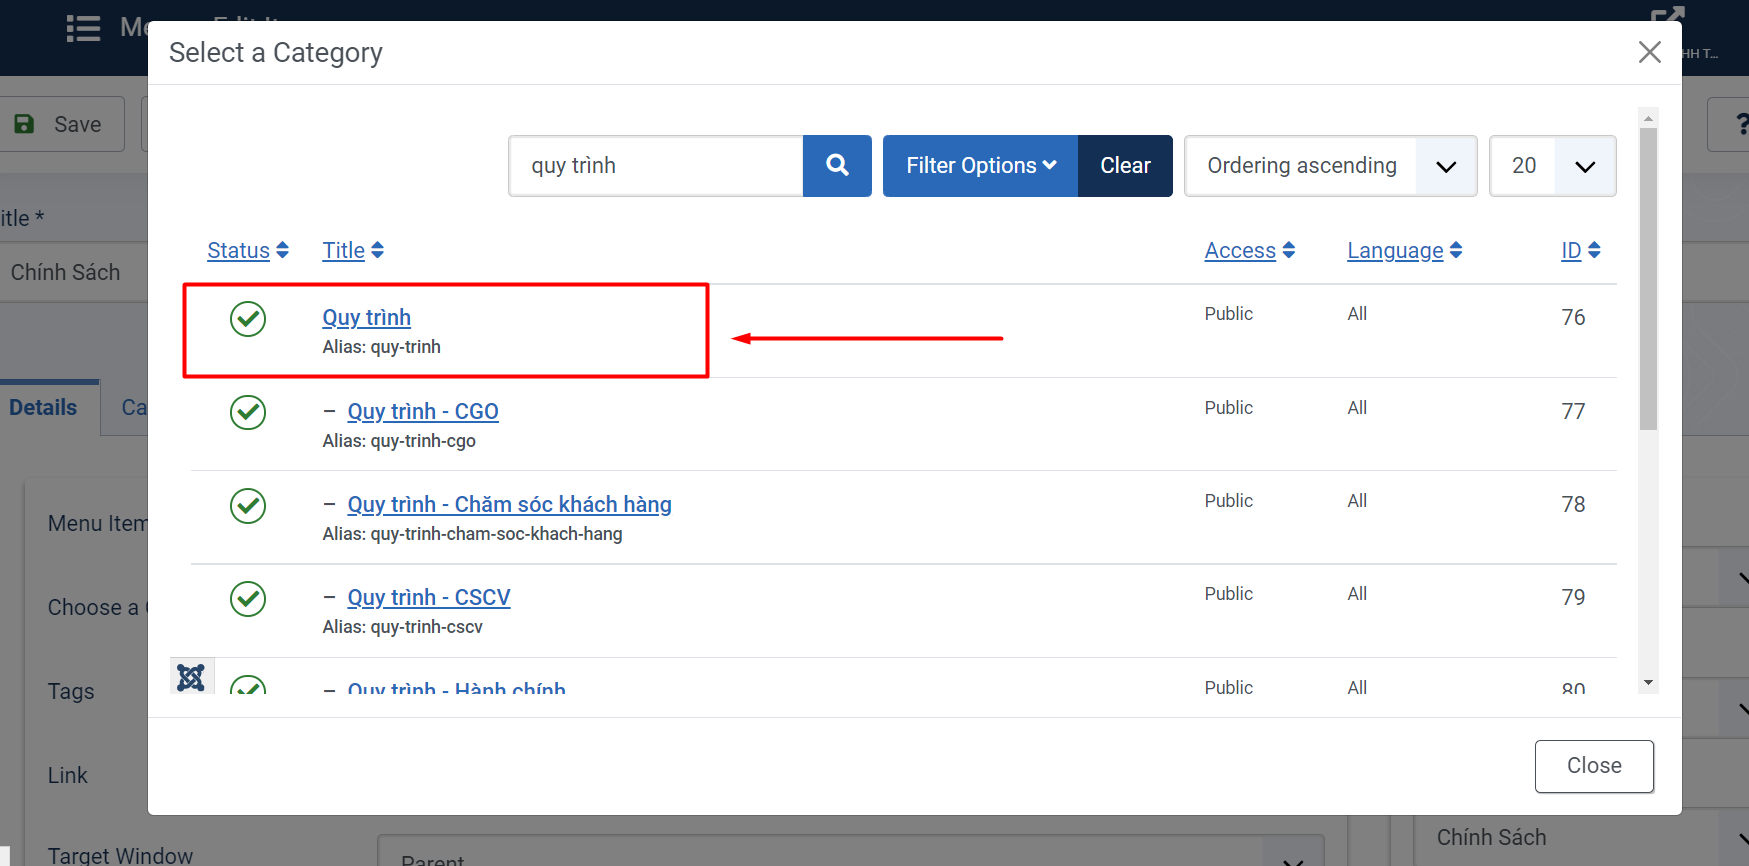 Select a Category
HH T...
Save
?
quy trình
Filter Options
Clear
Ordering ascending
20
itle *
Status
Title
Access
Language
ID
Chính Sách
Quy trình
Public
All
76
Alias: quy-trinh
Details
Ca
– Quy trình - CGO
Public
All
77
Alias: quy-trinh-cgo
– Quy trình - Chăm sóc khách hàng
Public
All
78
Alias: quy-trinh-cham-soc-khach-hang
Menu Item
– Quy trình - CSCV
Public
All
79
Alias: quy-trinh-cscv
Choose a
– Quy trình - Hành chính
Public
All
80
Tags
Link
Close
Chính Sách
Target Window
Parent